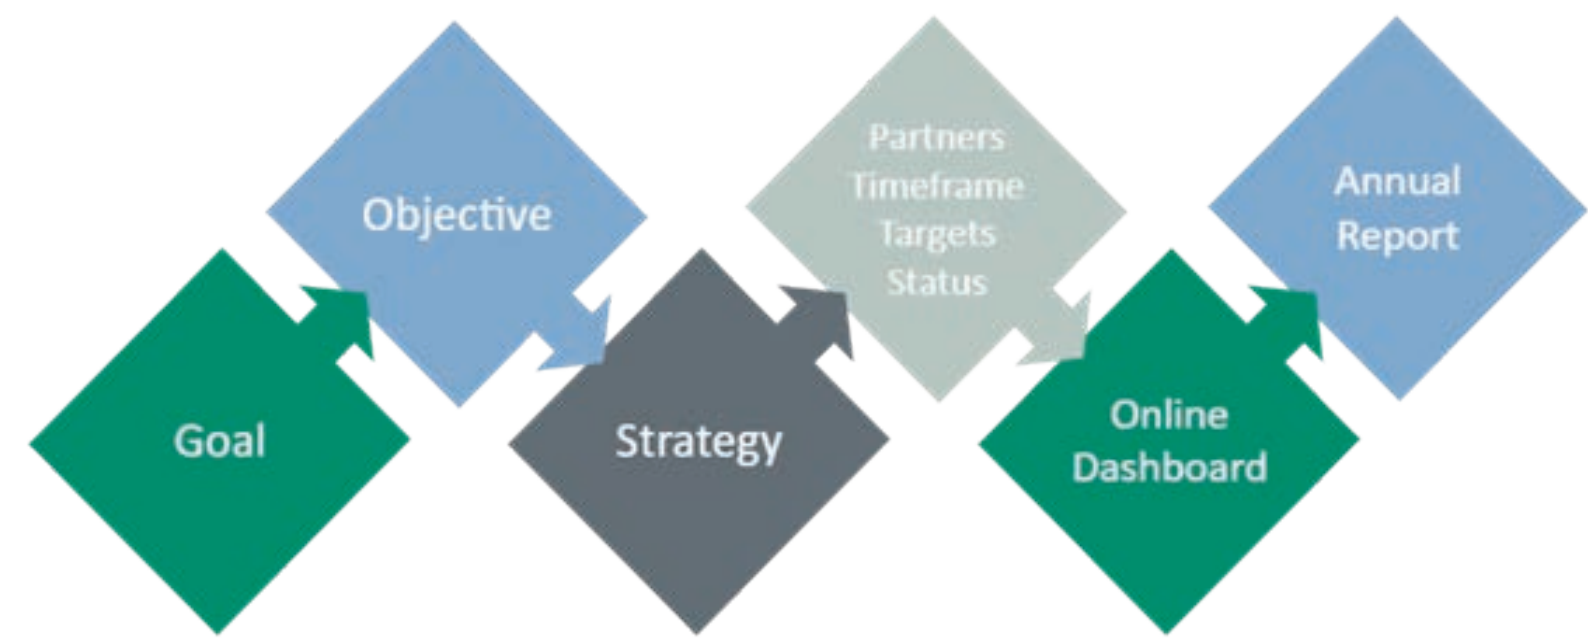 Goal
Objective
Strategy
Partners
Timeframe
Targets
Status
Online
Dashboard
Annual
Report